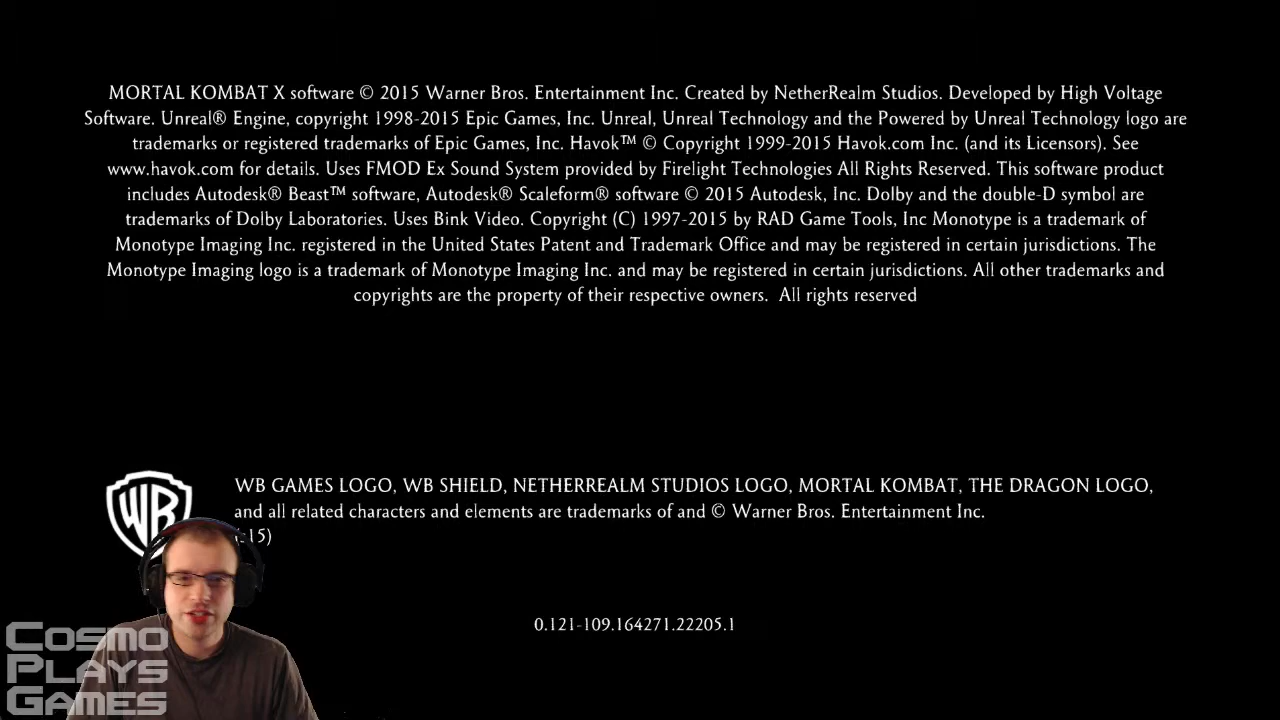 MORTAL KOMBAT X software © 2015 Warner Bros. Entertainment Inc. Created by NetherRealm Studios. Developed by High Voltage
Software. Unreal® Engine, copyright 1998-2015 Epic Games, Inc. Unreal, Unreal Technology and the Powered by Unreal Technology logo are
trademarks or registered trademarks of Epic Games, Inc. Havok™ © Copyright 1999-2015 Havok.com Inc. (and its Licensors). See
www.havok.com for details. Uses FMOD Ex Sound System provided by Firelight Technologies All Rights Reserved. This software product
includes Autodesk® Beast™ software, Autodesk® Scaleform® software © 2015 Autodesk, Inc. Dolby and the double-D symbol are
trademarks of Dolby Laboratories. Uses Bink Video. Copyright (C) 1997-2015 by RAD Game Tools, Inc Monotype is a trademark of
Monotype Imaging Inc. registered in the United States Patent and Trademark Office and may be registered in certain jurisdictions. The
Monotype Imaging logo is a trademark of Monotype Imaging Inc. and may be registered in certain jurisdictions. All other trademarks and
copyrights are the property of their respective owners.  All rights reserved
WB
WB GAMES LOGO, WB SHIELD, NETHERREALM STUDIOS LOGO, MORTAL KOMBAT, THE DRAGON LOGO,
and all related characters and elements are trademarks of and © Warner Bros. Entertainment Inc.
15)
0.121-109.164271.22205.1
COSMO
PLAYS
GAMES